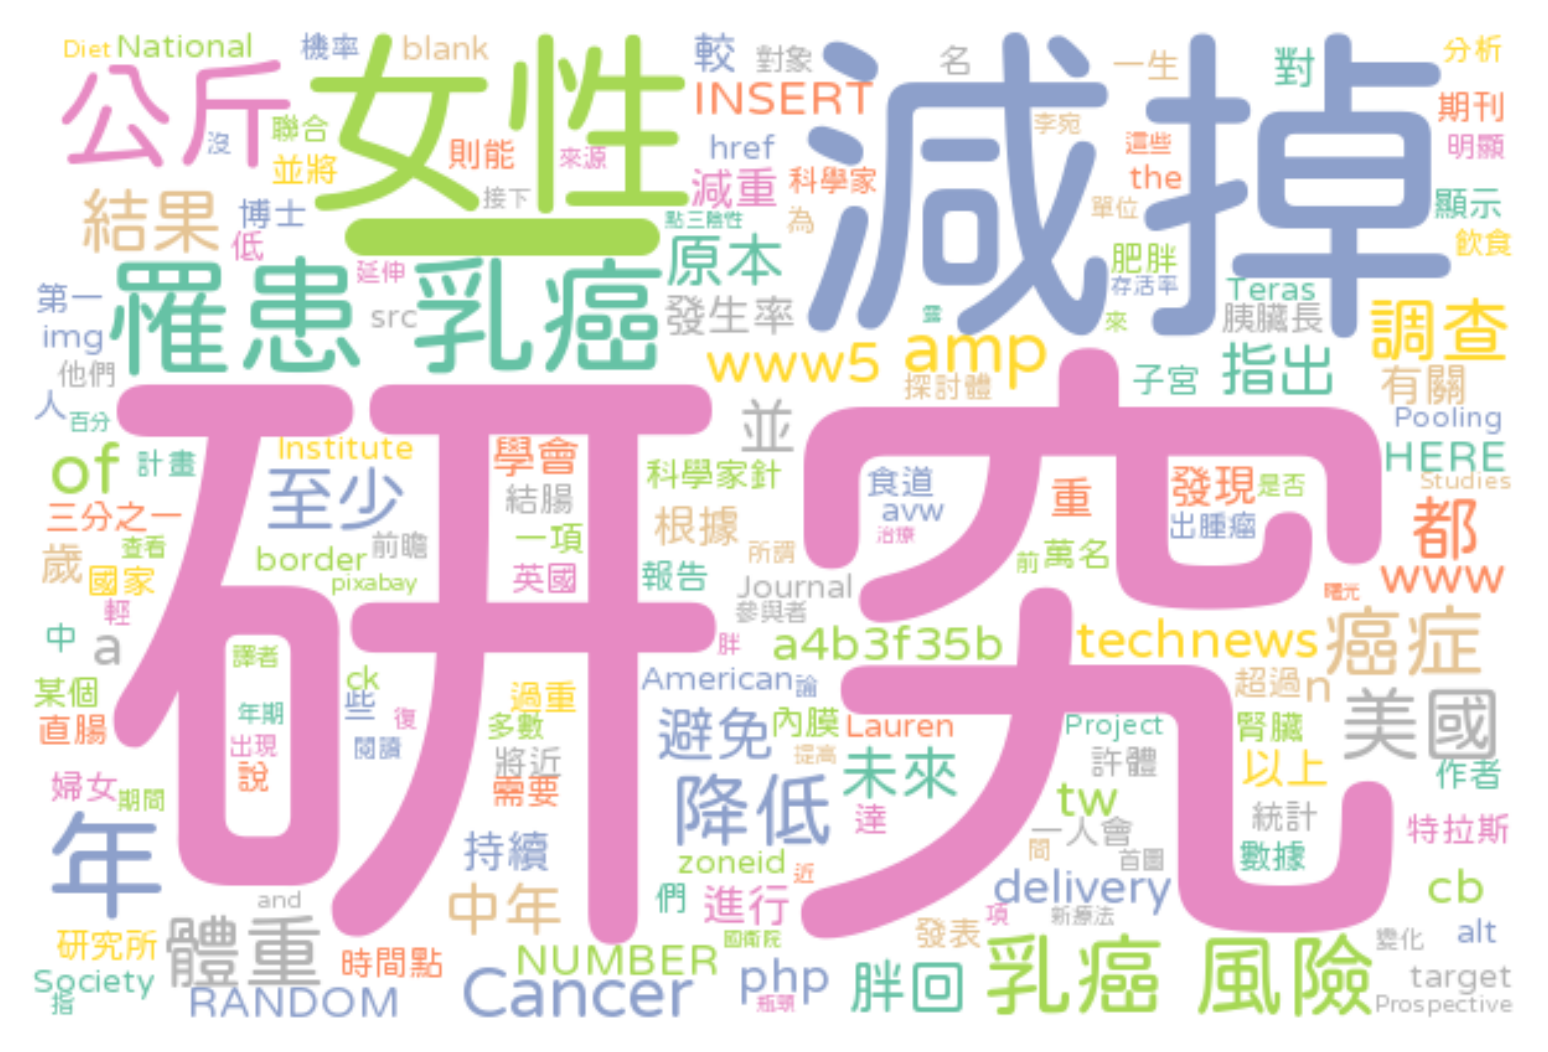 Diet National 機率 blank 較 對象 名 一生 對 分析
公斤 女性 INSERT 減掉 期刊
沒 聯合 則能 來源 href 李宛 這些 明顯
並將 接下 減重 科學家 the
結果 博士 點三陰性 為 單位 顯示
低 原本 肥胖 飲食
罹患 延伸 乳癌 存活率 Teras
第一 src 發生率 靈 來 胰臟長 調查
img www5 amp
他們 探討體 子宮 指出 有關
人 百分 並 Pooling
研究
of 計畫 Institute 學會 科學家針 食道 重 發現 是否 HERE
至少 結腸 avw Studies
三分之一 一項 根據 治療 出腫瘤 都
歲 查看 border 前瞻 所謂 前 萬名
國家 pixabay 英國 報告 Journal 曙光 www
輕 參與者
中 a 譯者 胖 a4b3f35b technews 癌症
某個 ck American 論 超過 n
些 過重
直腸 年期 復 多數 避免 內膜 Lauren Project 腎臟 美國
出現 閱讀 將近 提高 未來 許體 以上 作者
婦女 期間 說 需要 降低 tw
年 達 一人會 統計 特拉斯
持續 zoneid 近 問 首圖 數據
and 中年 們 進行 delivery cb
研究所 體重 國衛院 發表 項 新療法 變化 alt
Society 時間點 NUMBER php 胖回 乳癌 風險 target
指 RANDOM Cancer 瓶頸 Prospective